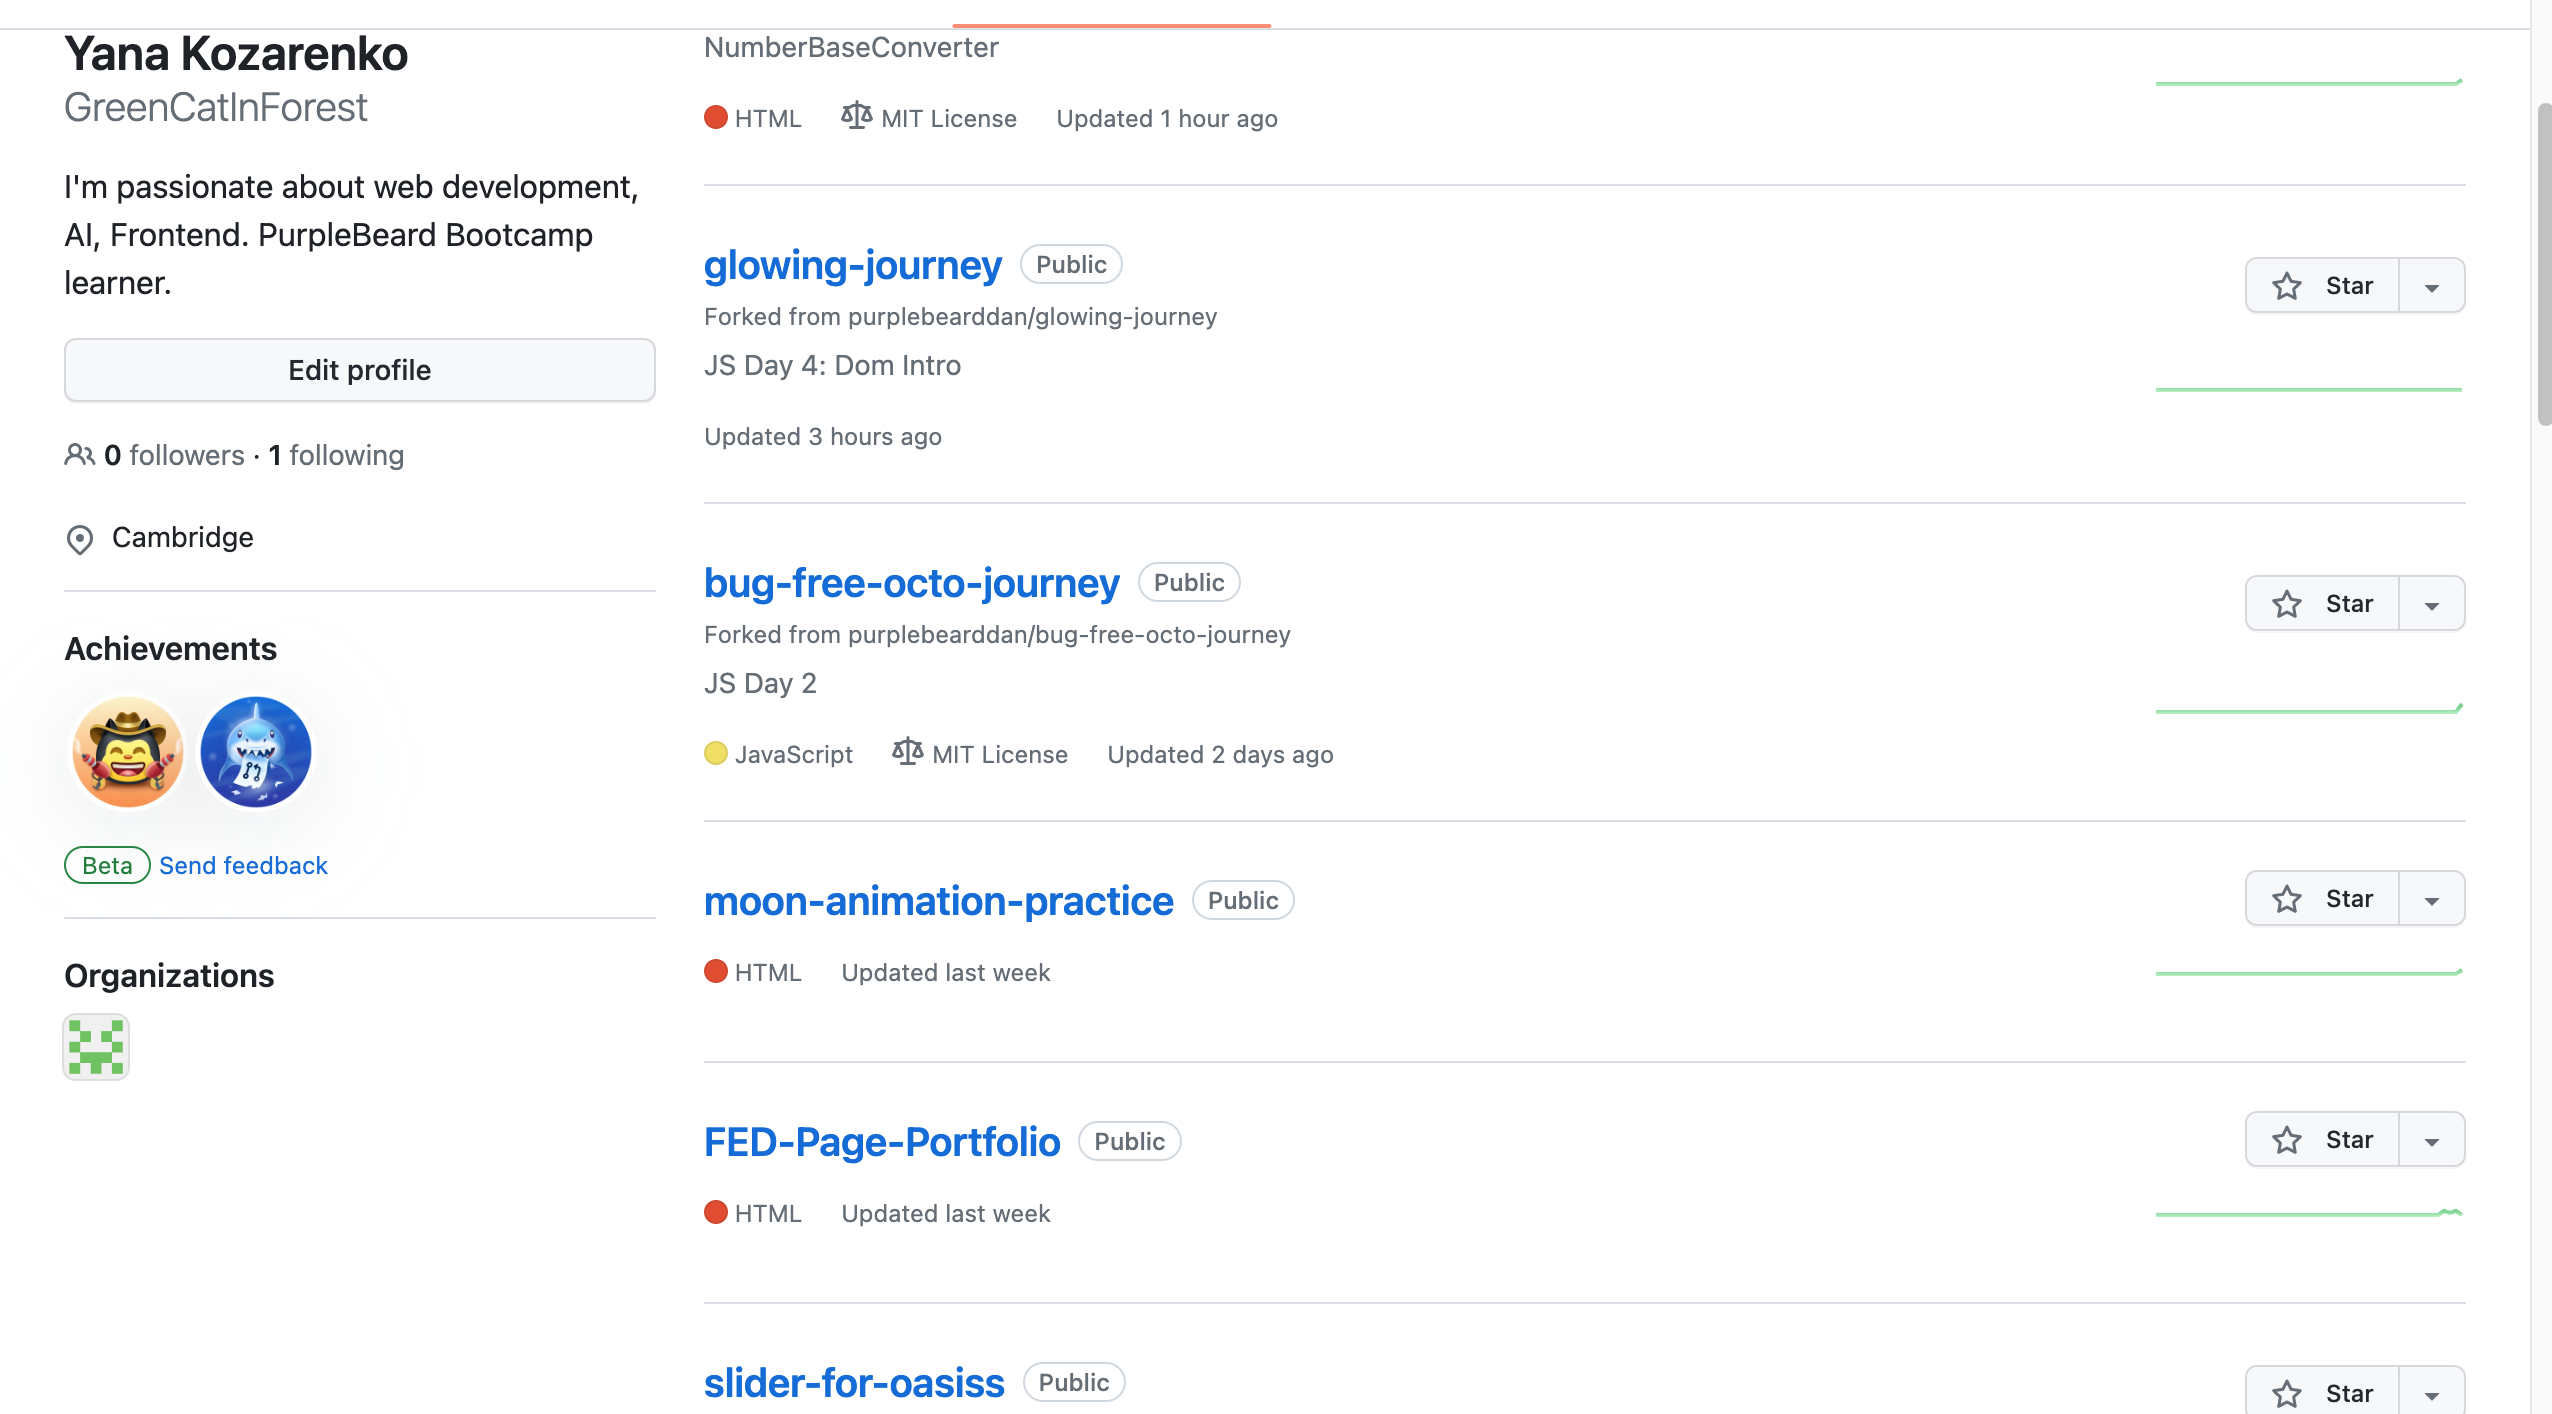 Yana Kozarenko
GreenCatInForest
I'm passionate about web development,
AI, Frontend. PurpleBeard Bootcamp
learner.
Edit profile
0 followers · 1 following
Cambridge
Achievements
Beta Send feedback
Organizations
NumberBaseConverter
HTML MIT License Updated 1 hour ago
glowing-journey Public
Star
Forked from purplebearddan/glowing-journey
JS Day 4: Dom Intro
Updated 3 hours ago
bug-free-octo-journey Public
Star
Forked from purplebearddan/bug-free-octo-journey
JS Day 2
JavaScript MIT License Updated 2 days ago
moon-animation-practice Public
Star
HTML Updated last week
FED-Page-Portfolio Public
Star
HTML Updated last week
slider-for-oasiss Public
Star